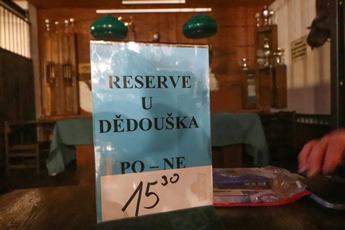 RESERVE
U
DĚDOUŠKA
PO – NE
15³⁰